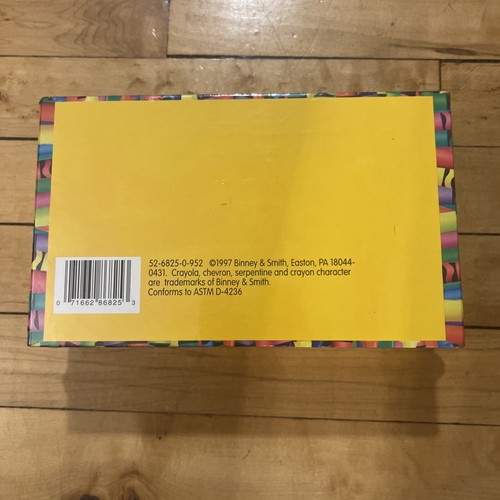 52-6825-0-952 ©1997 Binney & Smith, Easton, PA 18044-
0431. Crayola, chevron, serpentine and crayon character
are trademarks of Binney & Smith.
Conforms to ASTM D-4236
0 71662 86825 3